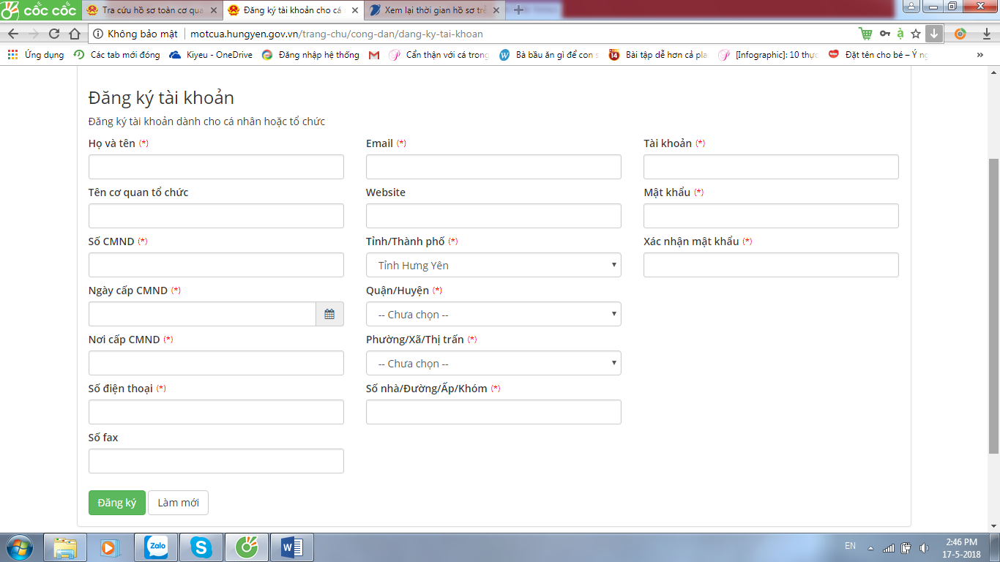 cốc cốc
Tra cứu hồ sơ toàn cơ qua
Đăng ký tài khoản cho cá
Xem lại thời gian hồ sơ trê
Không bảo mật
motcua.hungyen.gov.vn/trang-chu/cong-dan/dang-ky-tai-khoan
Ứng dụng
Các tab mới đóng
Kiyeu - OneDrive
Đăng nhập hệ thống
Cẩn thận với cá trong
Bà bầu ăn gì để con s
Bài tập dễ hơn cả pla
[Infographic]: 10 thực
Đặt tên cho bé – Ý ng
Đăng ký tài khoản
Đăng ký tài khoản dành cho cá nhân hoặc tổ chức
Họ và tên (*)
Email (*)
Tài khoản (*)
Tên cơ quan tổ chức
Website
Mật khẩu (*)
Số CMND (*)
Tỉnh/Thành phố (*)
Xác nhận mật khẩu (*)
Tỉnh Hưng Yên
Ngày cấp CMND (*)
Quận/Huyện (*)
-- Chưa chọn --
Nơi cấp CMND (*)
Phường/Xã/Thị trấn (*)
-- Chưa chọn --
Số điện thoại (*)
Số nhà/Đường/Ấp/Khóm (*)
Số fax
Đăng ký
Làm mới
Zalo
EN
2:46 PM
17-5-2018